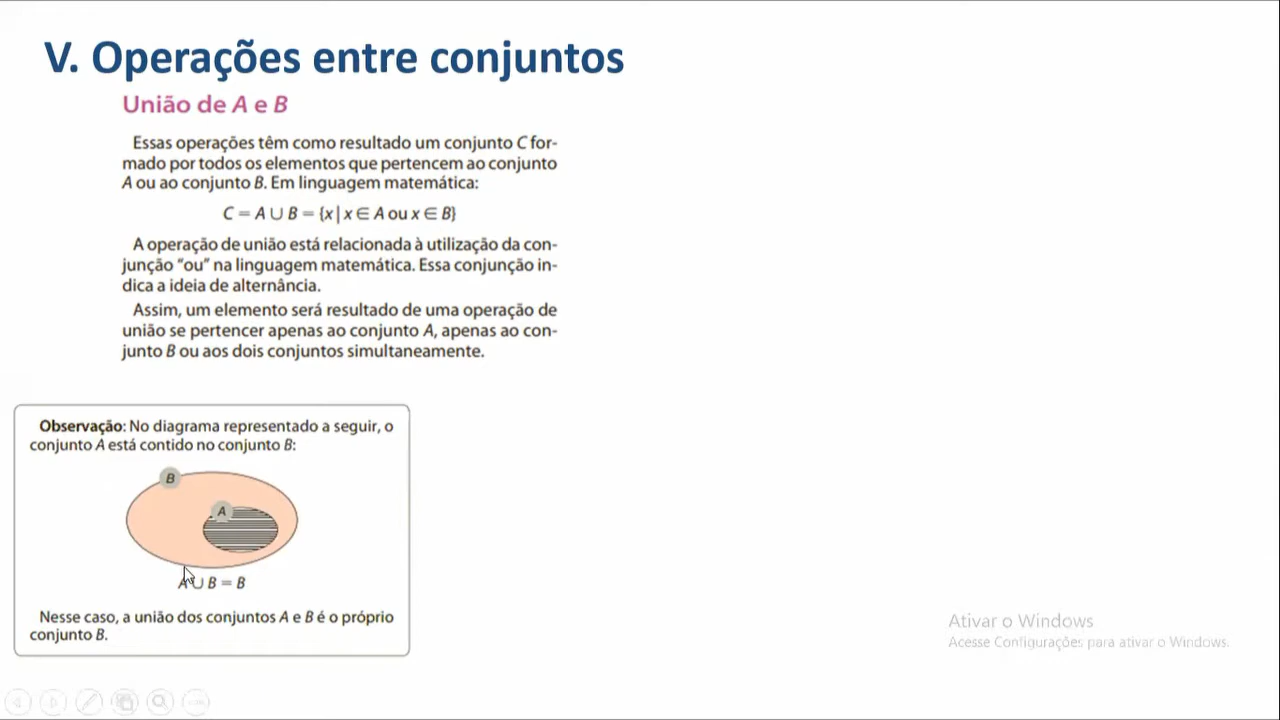 V. Operações entre conjuntos
União de A e B
Essas operações têm como resultado um conjunto C for-
mado por todos os elementos que pertencem ao conjunto
A ou ao conjunto B. Em linguagem matemática:
C = A ∪ B = {x | x ∈ A ou x ∈ B}
A operação de união está relacionada à utilização da con-
junção “ou” na linguagem matemática. Essa conjunção in-
dica a ideia de alternância.
Assim, um elemento será resultado de uma operação de
união se pertencer apenas ao conjunto A, apenas ao con-
junto B ou aos dois conjuntos simultaneamente.
Observação: No diagrama representado a seguir, o
conjunto A está contido no conjunto B:
B
A
A ∪ B = B
Nesse caso, a união dos conjuntos A e B é o próprio
conjunto B.
Ativar o Windows
Acesse Configurações para ativar o Windows.